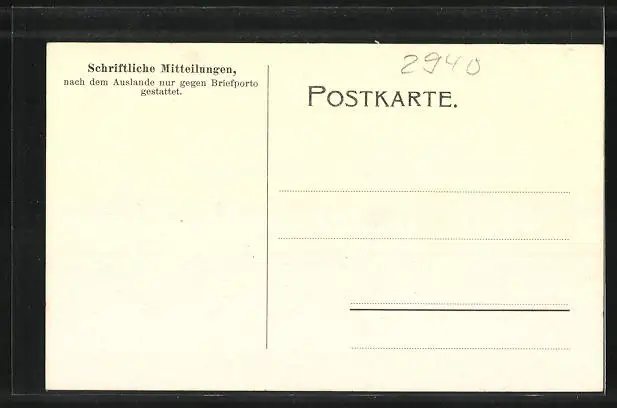 Schriftliche Mitteilungen,
nach dem Auslande nur gegen Briefporto
gestattet.
2940
POSTKARTE.